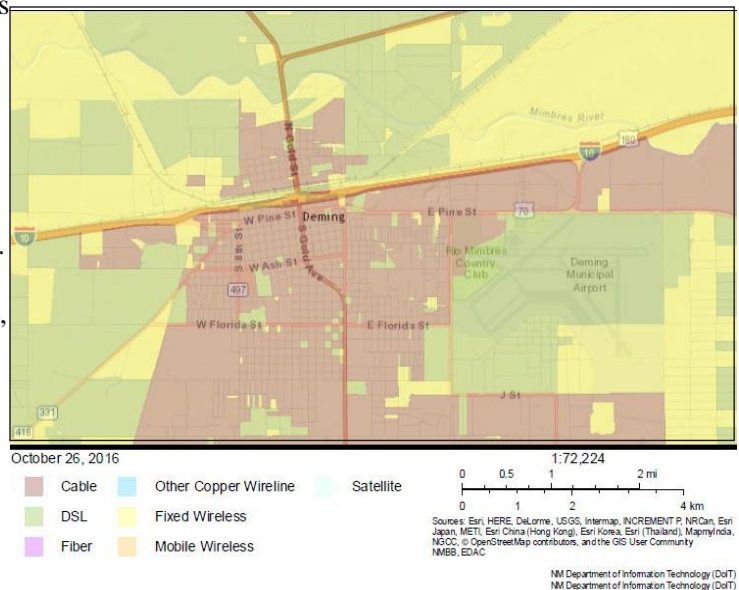 s
N Gold St
Mimbres River
180
10
W Pine St
Deming
E Pine St
70
10
S 8th St
S Gold Ave
W Ash St
Rio Mimbres
Country
Club
Deming
Municipal
Airport
497
W Florida St
E Florida St
,
J St
331
418
October 26, 2016
1:72,224
0 0.5 1 2 mi
0 1 2 4 km
Cable
Other Copper Wireline
Satellite
DSL
Fixed Wireless
Fiber
Mobile Wireless
Sources: Esri, HERE, DeLorme, USGS, Intermap, INCREMENT P, NRCan, Esri
Japan, METI, Esri China (Hong Kong), Esri Korea, Esri (Thailand), MapmyIndia,
NGCC, © OpenStreetMap contributors, and the GIS User Community
NMBB, EDAC
NM Department of Information Technology (DoIT)
NM Department of Information Technology (DoIT)